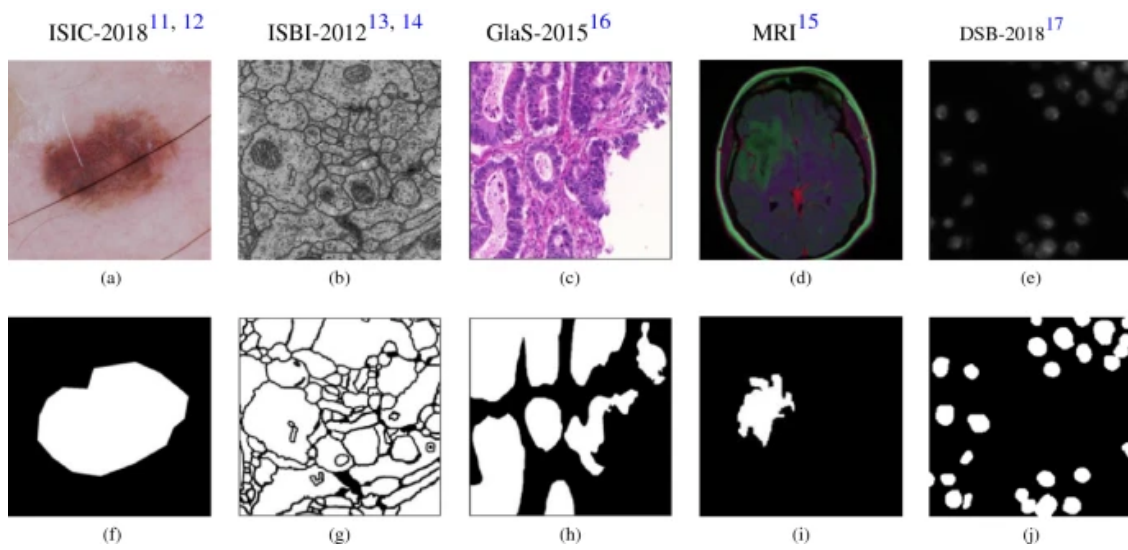 ISIC-201811, 12 ISBI-201213, 14 GlaS-201516 MRI15 DSB-201817
(a) (b) (c) (d) (e)
(f) (g) (h) (i) (j)